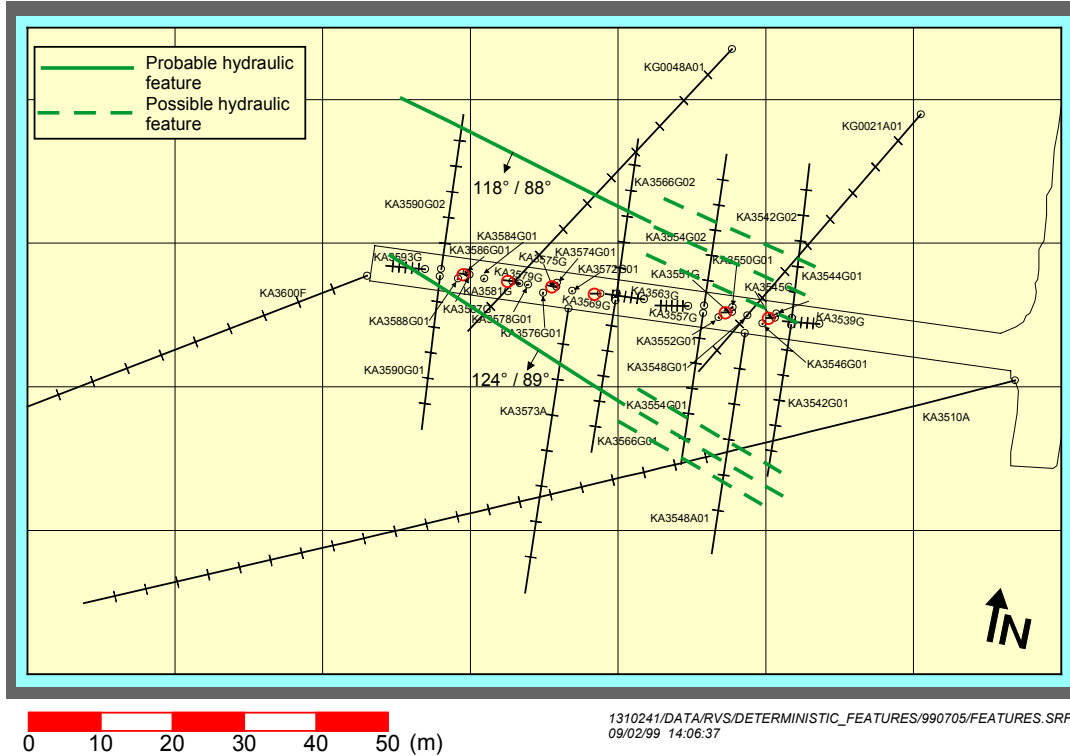 Probable hydraulic
feature
Possible hydraulic
feature
KG0048A01
KG0021A01
118° / 88°
KA3566G02
KA3590G02
KA3554G02
KA3542G02
KA3584G01
KA3586G01
KA3593G
KA3575G
KA3574G01
KA3572G01
KA3579G
KA3550G01
KA3551G
KA3544G01
KA3545G
KA3600F
KA3581G
KA3563G
KA3569G
KA3588G01
KA3578G01
KA3576G01
KA3557G
KA3539G
KA3552G01
KA3590G01
KA3548G01
KA3546G01
124° / 89°
KA3573A
KA3554G01
KA3542G01
KA3566G01
KA3510A
KA3548A01
N
0 10 20 30 40 50 (m)
1310241/DATA/RVS/DETERMINISTIC_FEATURES/990705/FEATURES.SRF
09/02/99 14:06:37